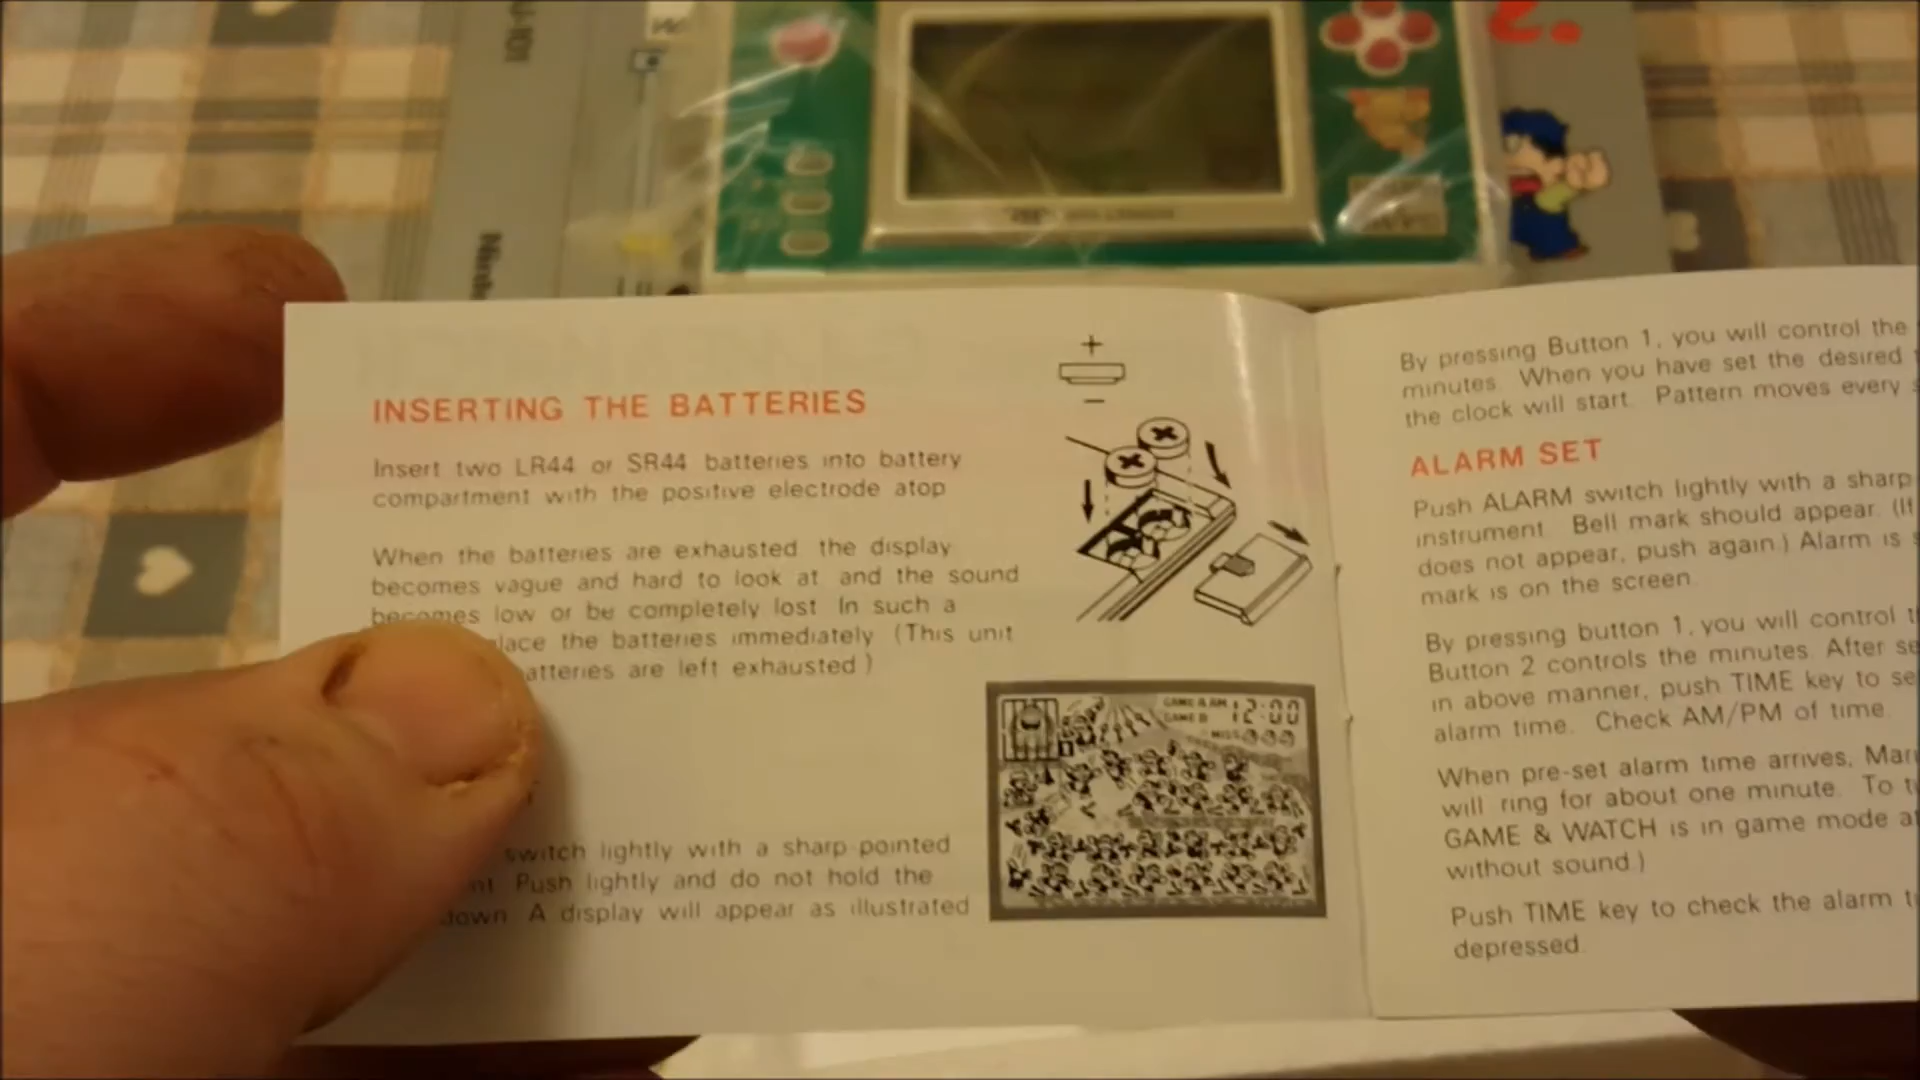 INSERTING THE BATTERIES
Insert two LR44 or SR44 batteries into battery
compartment with the positive electrode atop
When the batteries are exhausted the display
becomes vague and hard to look at and the sound
becomes low or be completely lost In such a
lace the batteries immediately (This unit
atteries are left exhausted)
switch lightly with a sharp pointed
nt Push lightly and do not hold the
down A display will appear as illustrated
+
−
GAME A AM 12:00
GAME B
MISS
By pressing Button 1, you will control the
minutes. When you have set the desired
the clock will start. Pattern moves every
ALARM SET
Push ALARM switch lightly with a sharp
instrument. Bell mark should appear. (If
does not appear, push again.) Alarm is
mark is on the screen.
By pressing button 1, you will control
Button 2 controls the minutes. After se
in above manner, push TIME key to se
alarm time. Check AM/PM of time.
When pre-set alarm time arrives, Mar
will ring for about one minute. To
GAME & WATCH is in game mode
without sound.)
Push TIME key to check the alarm
depressed.